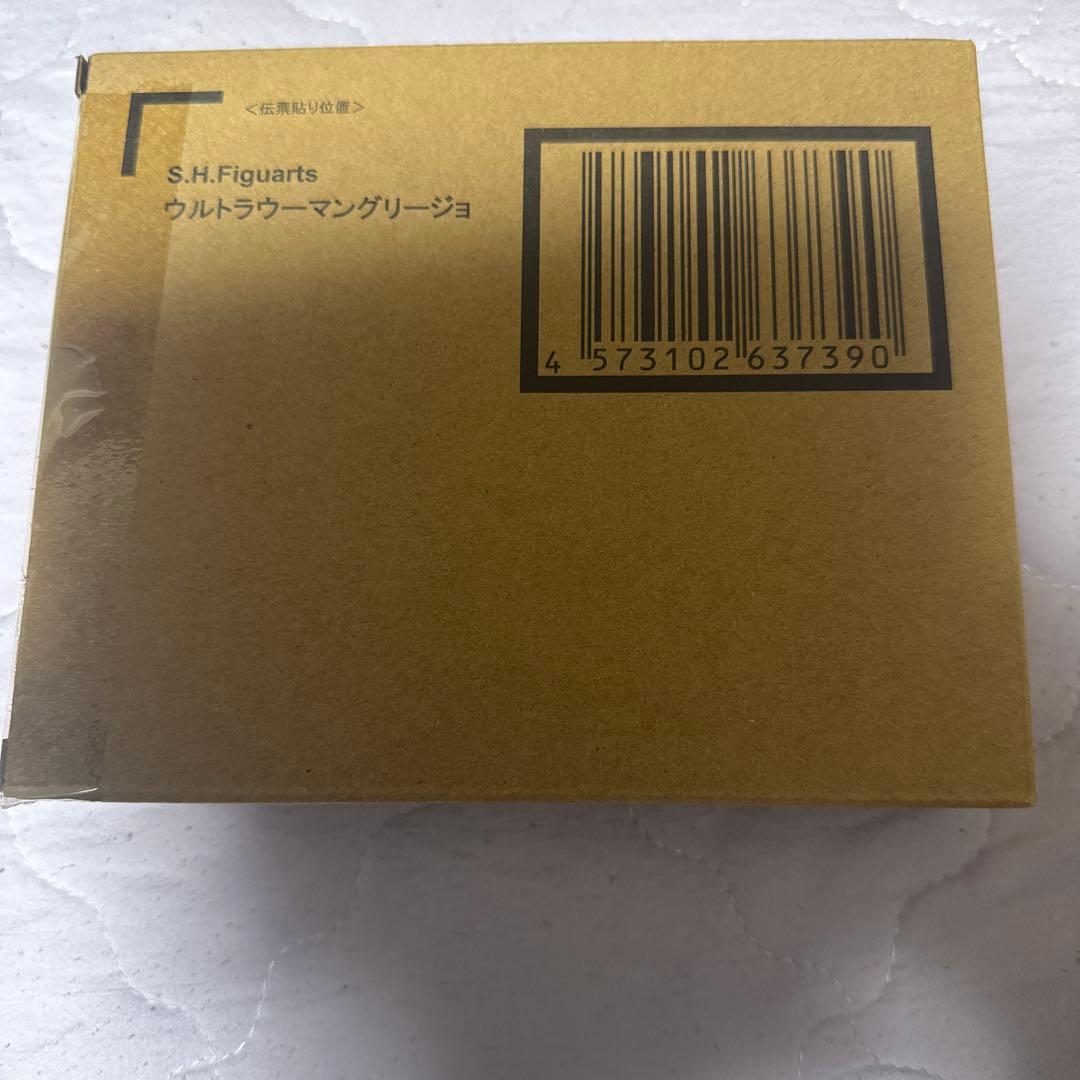 ＜伝票貼り位置＞
S.H.Figuarts
ウルトラウーマングリージョ
4 573102 637390